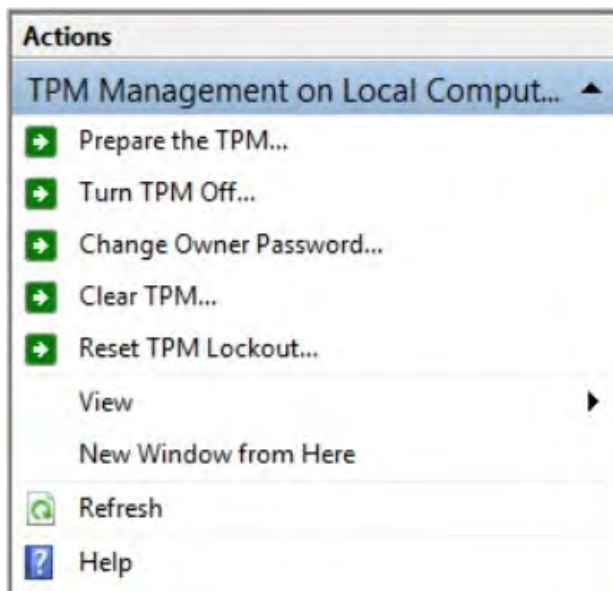 Actions
TPM Management on Local Comput...
Prepare the TPM...
Turn TPM Off...
Change Owner Password...
Clear TPM...
Reset TPM Lockout...
View
New Window from Here
Refresh
Help